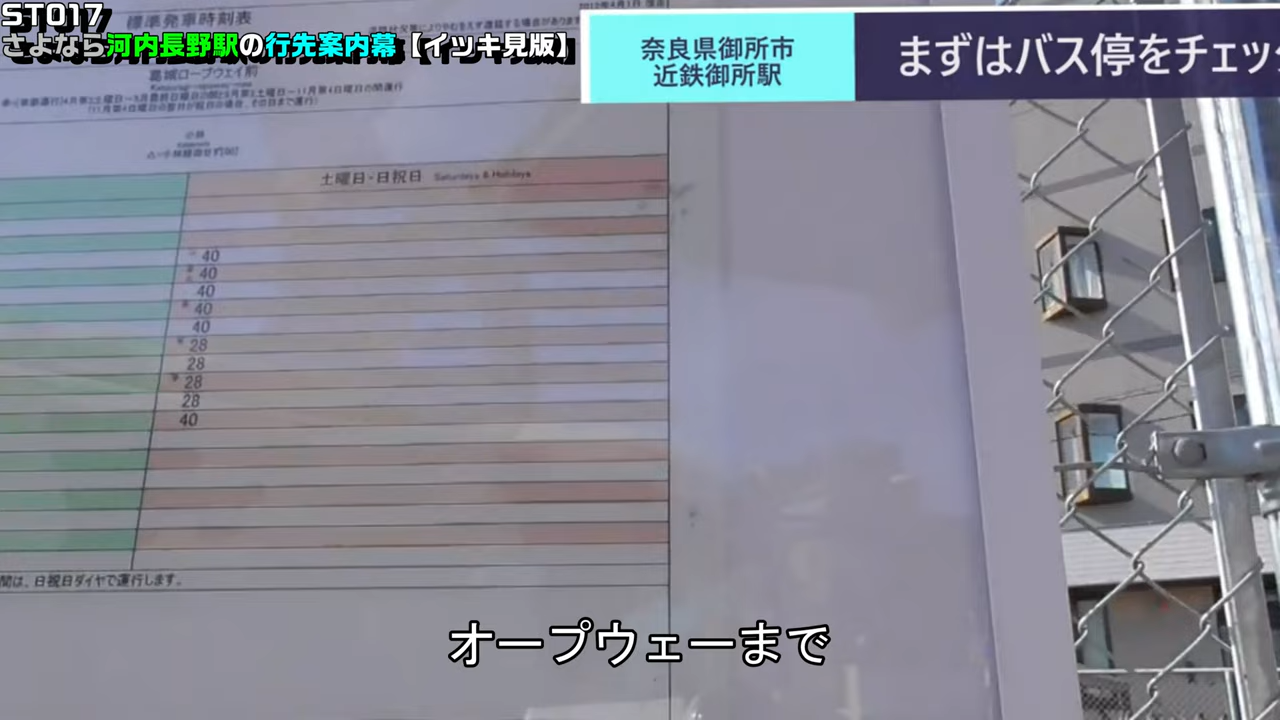 ST017
さよなら河内長野駅の行先案内幕【イツキ見版】
奈良県御所市
近鉄御所駅
まずはバス停をチェッ
標準発車時刻表
葛城ロープウェイ前
土曜日・日祝日 Saturdays & Holidays
40
40
40
40
40
28
28
28
28
40
間は、日祝日ダイヤで運行します。
オープウェーまで